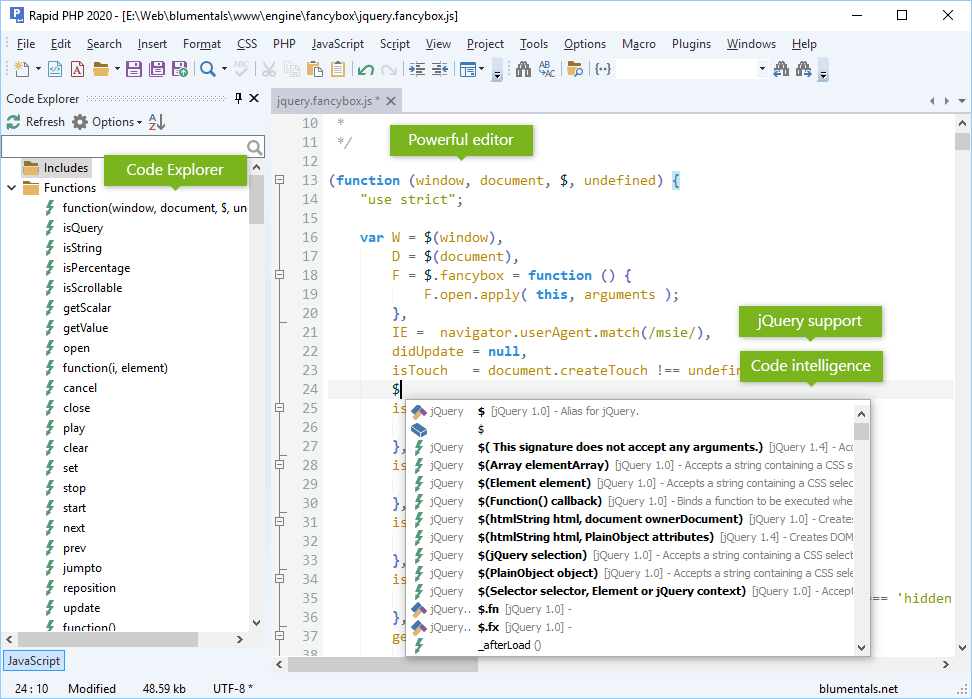 Rapid PHP 2020 - [E:\Web\blumentals\www\engine\fancybox\jquery.fancybox.js]
File Edit Search Insert Format CSS PHP JavaScript Script View Project Tools Options Macro Plugins Windows Help
Code Explorer
Refresh Options
Includes
Functions
function(window, document, $, un
isQuery
isString
isPercentage
isScrollable
getScalar
getValue
open
function(i, element)
cancel
close
play
clear
set
stop
start
next
prev
jumpto
reposition
update
function()
JavaScript
Code Explorer
jquery.fancybox.js *
Powerful editor
10 *
11 */
12
13 (function (window, document, $, undefined) {
14 "use strict";
15
16 var W = $(window),
17 D = $(document),
18 F = $.fancybox = function () {
19 F.open.apply( this, arguments );
20 },
21 IE = navigator.userAgent.match(/msie/),
22 didUpdate = null,
23 isTouch = document.createTouch !== undefin
24 $
25 is
26
27 },
28 is
29
30 },
31 is
32
33 },
34 is
35 === 'hidden
36 },
37 ge
38
jQuery support
Code intelligence
jQuery $ [jQuery 1.0] - Alias for jQuery.
$
jQuery $( This signature does not accept any arguments.) [jQuery 1.4] - Acc
jQuery $(Array elementArray) [jQuery 1.0] - Accepts a string containing a CSS s
jQuery $(Element element) [jQuery 1.0] - Accepts a string containing a CSS selec
jQuery $(Function() callback) [jQuery 1.0] - Binds a function to be executed whe
jQuery $(htmlString html, document ownerDocument) [jQuery 1.0] - Creates
jQuery $(htmlString html, PlainObject attributes) [jQuery 1.4] - Creates DOM
jQuery $(jQuery selection) [jQuery 1.0] - Accepts a string containing a CSS select
jQuery $(PlainObject object) [jQuery 1.0] - Accepts a string containing a CSS selec
jQuery $(Selector selector, Element or jQuery context) [jQuery 1.0] - Accept
jQuery.. $.fn [jQuery 1.0] -
jQuery.. $.fx [jQuery 1.0] -
_afterLoad ()
24 : 10 Modified 48.59 kb UTF-8 * blumentals.net